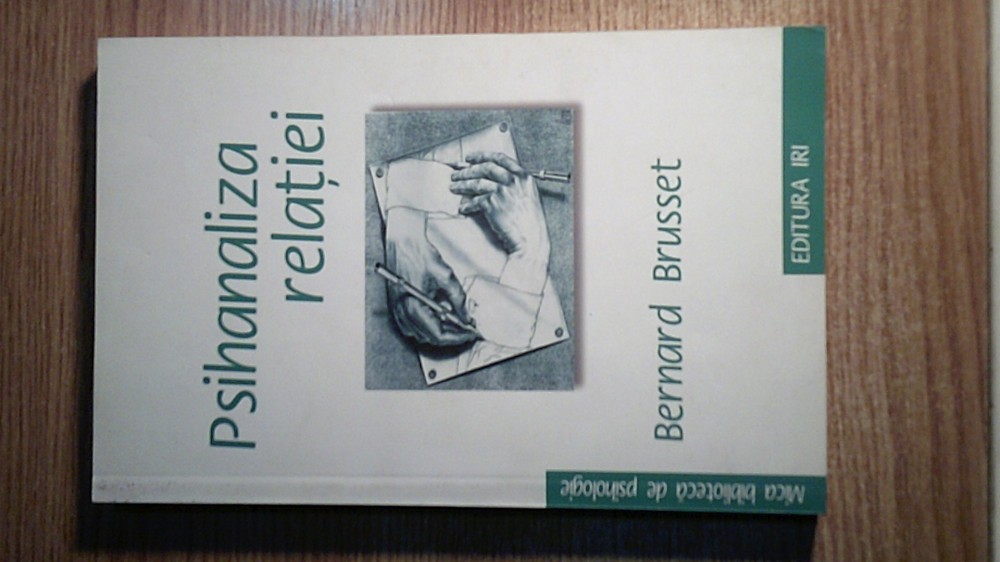 Psihanaliza
relației
Bernard Brusset
EDITURA IRI
Mica bibliotecă de psihologie